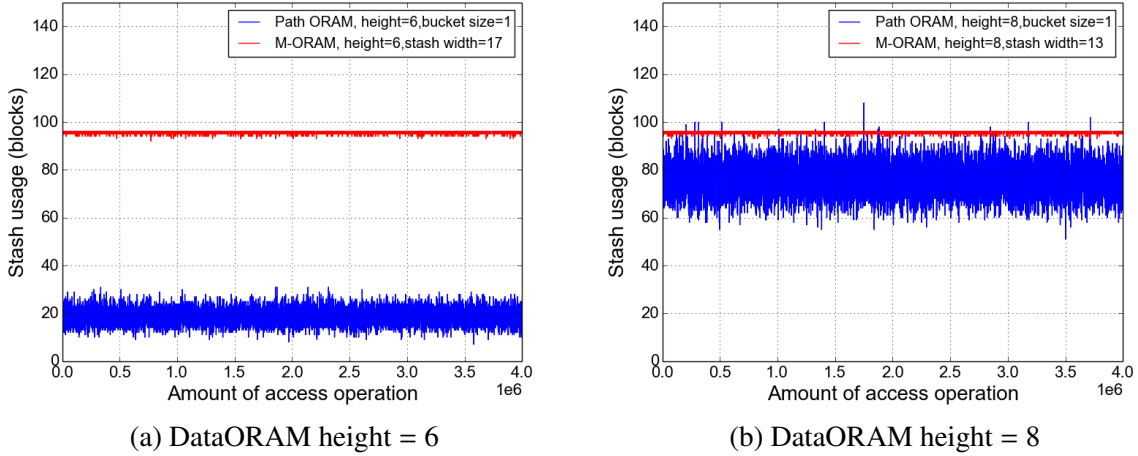 Path ORAM, height=6,bucket size=1
M-ORAM, height=6,stash width=17
140
120
100
80
60
40
20
0
Stash usage (blocks)
0.0 0.5 1.0 1.5 2.0 2.5 3.0 3.5 4.0
1e6
Amount of access operation
(a) DataORAM height = 6
Path ORAM, height=8,bucket size=1
M-ORAM, height=8,stash width=13
140
120
100
80
60
40
20
0
Stash usage (blocks)
0.0 0.5 1.0 1.5 2.0 2.5 3.0 3.5 4.0
1e6
Amount of access operation
(b) DataORAM height = 8